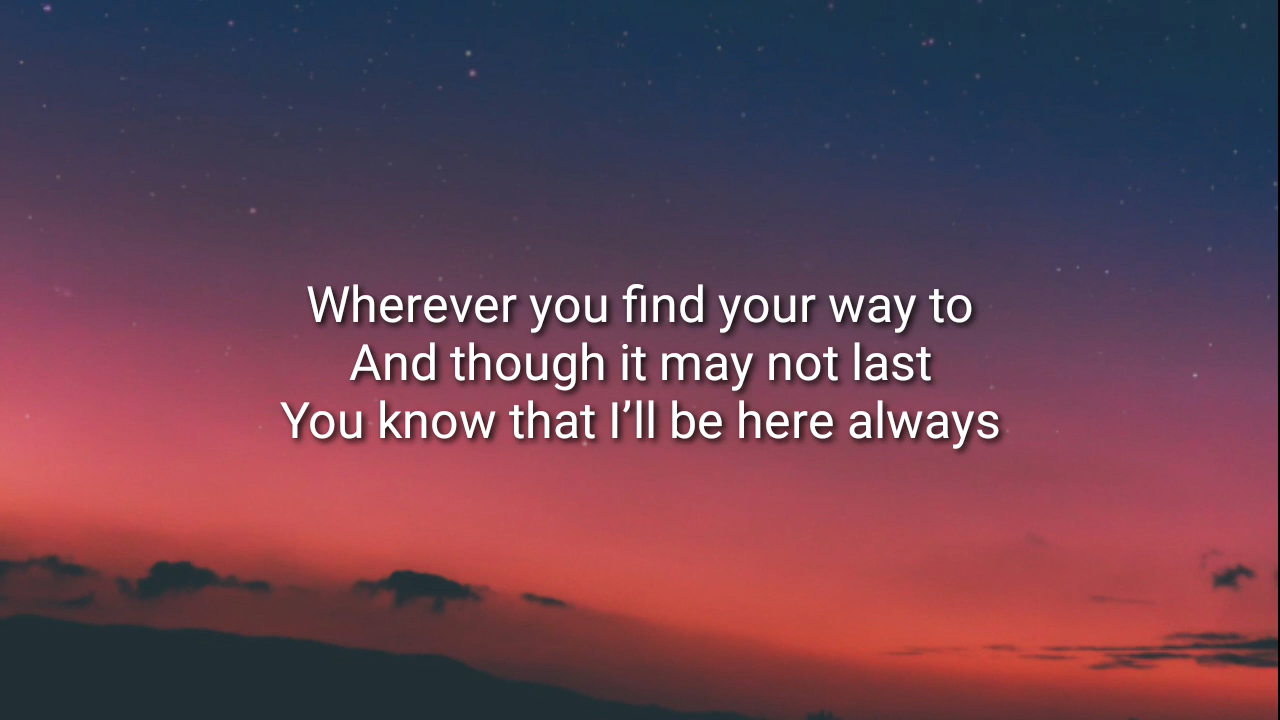 Wherever you find your way to
And though it may not last
You know that I’ll be here always